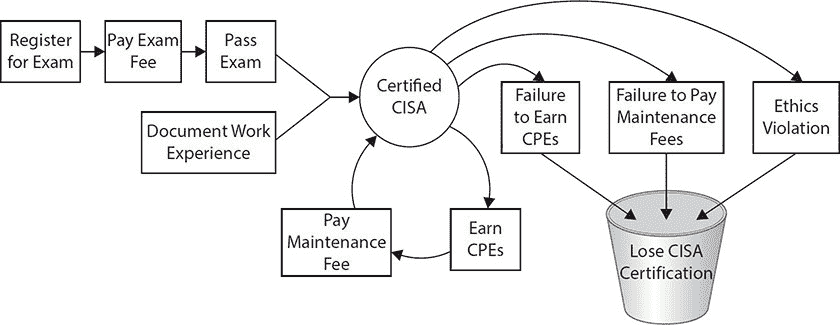 Register
for Exam
Pay Exam
Fee
Pass
Exam
Document Work
Experience
Certified
CISA
Failure
to Earn
CPEs
Failure to Pay
Maintenance
Fees
Ethics
Violation
Pay
Maintenance
Fee
Earn
CPEs
Lose CISA
Certification